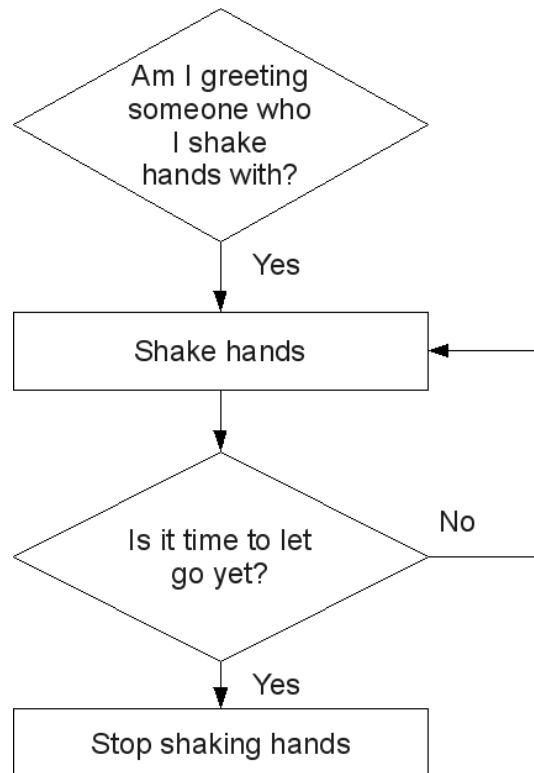 Am I greeting
someone who
I shake
hands with?
Yes
Shake hands
Is it time to let
go yet?
No
Yes
Stop shaking hands